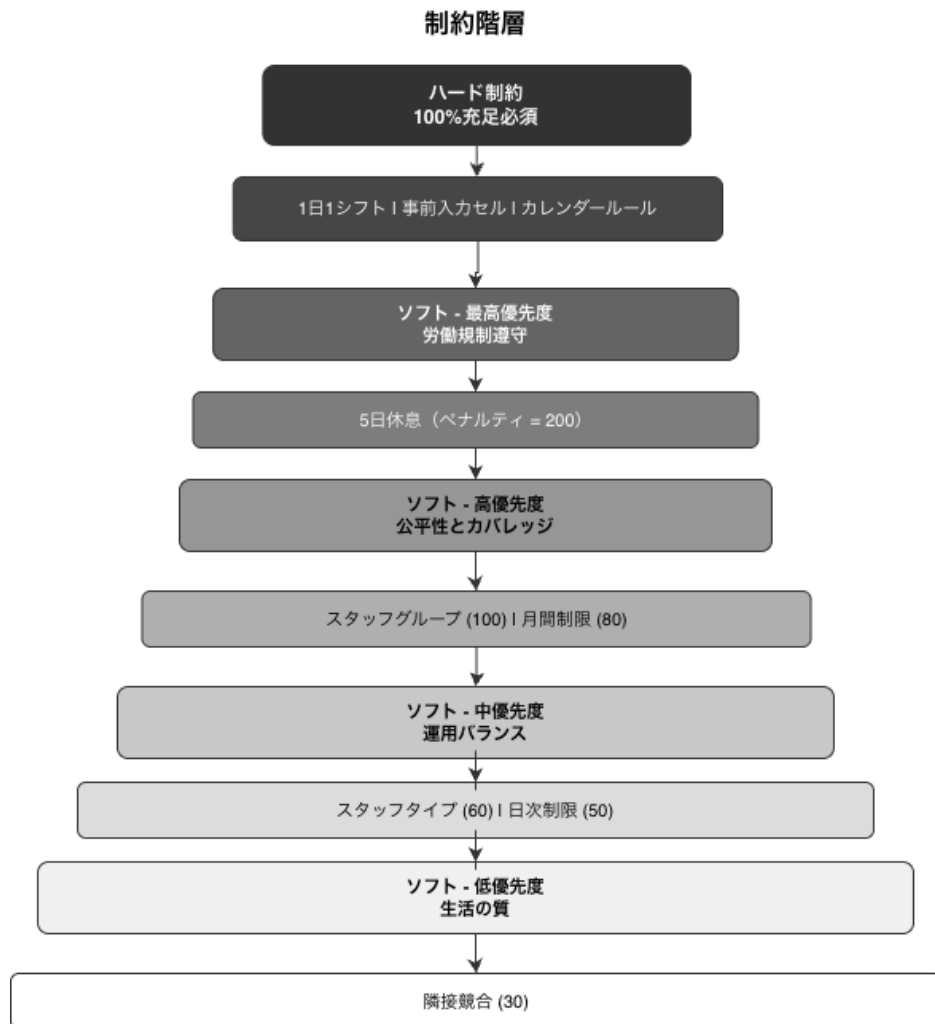 制約階層
ハード制約
100%充足必須
1日1シフト | 事前入力セル | カレンダールール
ソフト - 最高優先度
労働規制遵守
5日休息（ペナルティ = 200）
ソフト - 高優先度
公平性とカバレッジ
スタッフグループ (100) | 月間制限 (80)
ソフト - 中優先度
運用バランス
スタッフタイプ (60) | 日次制限 (50)
ソフト - 低優先度
生活の質
隣接競合 (30)